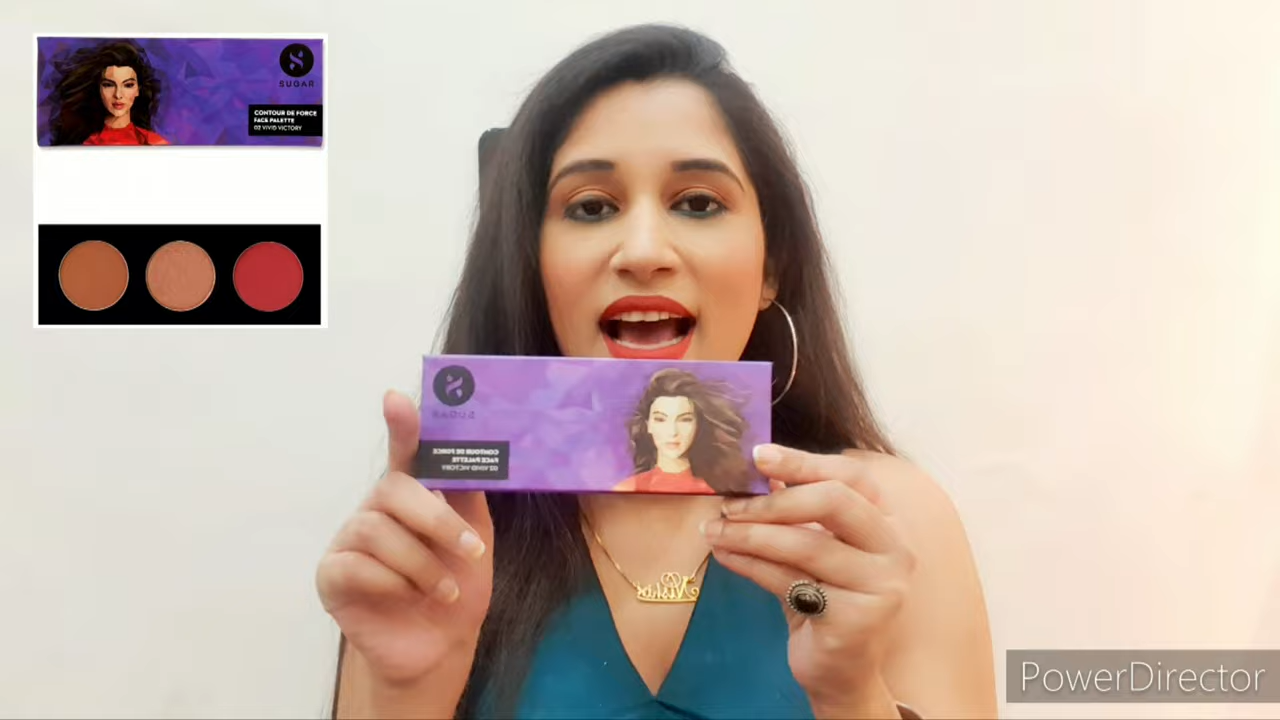 SUGAR
CONTOUR DE FORCE
FACE PALETTE
02 VIVID VICTORY
SUGAR
CONTOUR DE FORCE
FACE PALETTE
02 VIVID VICTORY
PowerDirector